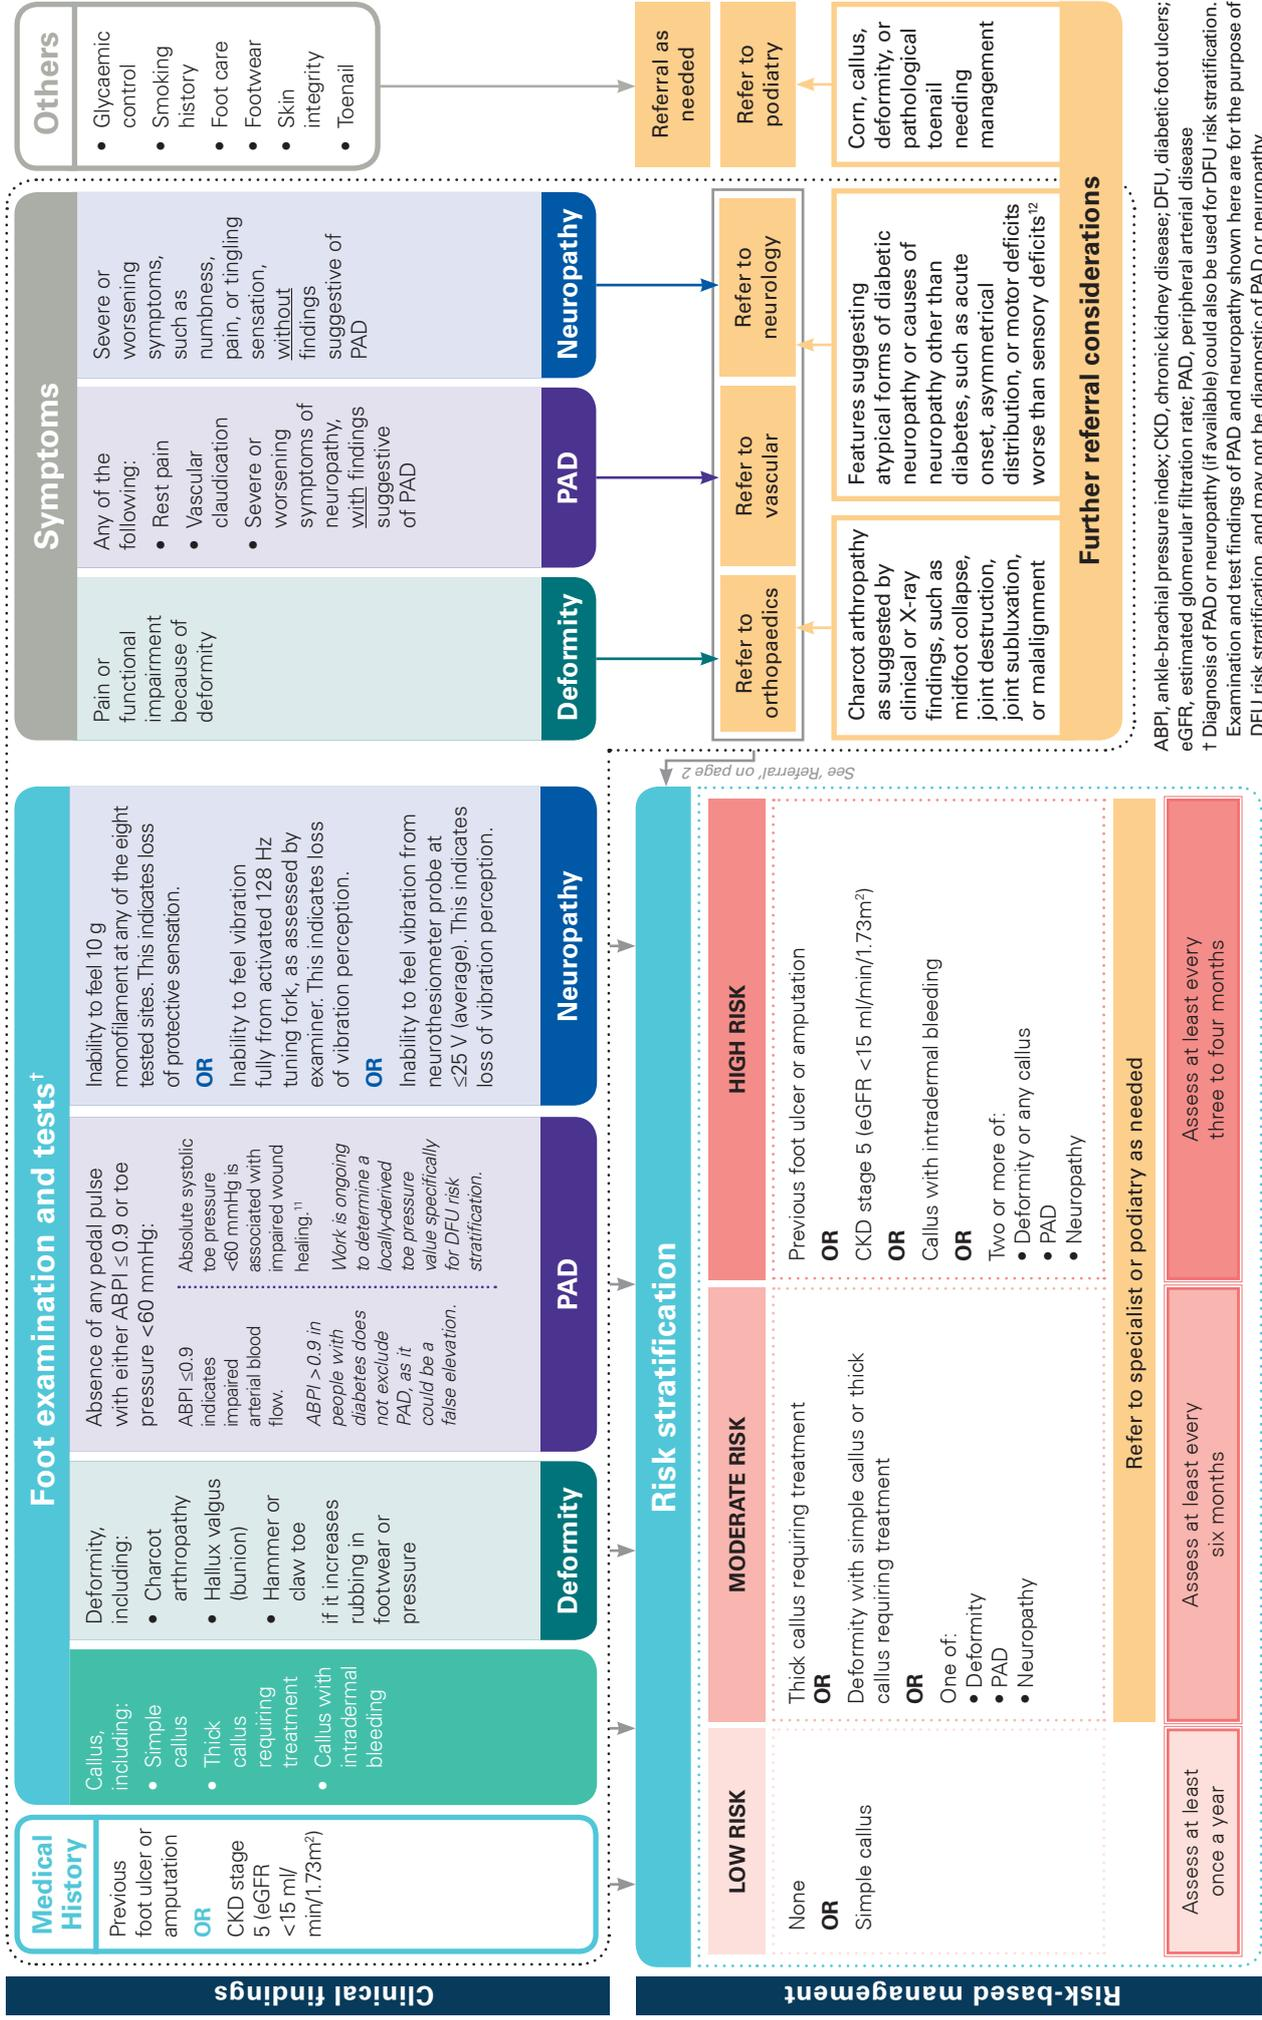 Clinical findings
Medical
History
Previous
foot ulcer or
amputation
OR
CKD stage
5 (eGFR
<15 ml/
min/1.73m²)
Foot examination and tests†
Callus,
including:
• Simple
callus
• Thick
callus
requiring
treatment
• Callus with
intradermal
bleeding
Deformity,
including:
• Charcot
arthropathy
• Hallux valgus
(bunion)
• Hammer or
claw toe
if it increases
rubbing in
footwear or
pressure
Deformity
Absence of any pedal pulse
with either ABPI ≤ 0.9 or toe
pressure <60 mmHg:
ABPI ≤0.9
indicates
impaired
arterial blood
flow.
ABPI > 0.9 in
people with
diabetes does
not exclude
PAD, as it
could be a
false elevation.
Absolute systolic
toe pressure
<60 mmHg is
associated with
impaired wound
healing.¹¹
Work is ongoing
to determine a
locally-derived
toe pressure
value specifically
for DFU risk
stratification.
PAD
Inability to feel 10 g
monofilament at any of the eight
tested sites. This indicates loss
of protective sensation.
OR
Inability to feel vibration
fully from activated 128 Hz
tuning fork, as assessed by
examiner. This indicates loss
of vibration perception.
OR
Inability to feel vibration from
neurothesiometer probe at
≤25 V (average). This indicates
loss of vibration perception.
Neuropathy
Symptoms
Pain or
functional
impairment
because of
deformity
Deformity
Any of the
following:
• Rest pain
• Vascular
claudication
• Severe or
worsening
symptoms of
neuropathy,
with findings
suggestive
of PAD
PAD
Severe or
worsening
symptoms,
such as
numbness,
pain, or tingling
sensation,
without
findings
suggestive of
PAD
Neuropathy
Others
• Glycaemic
control
• Smoking
history
• Foot care
• Footwear
• Skin
integrity
• Toenail
Risk-based management
Risk stratification
LOW RISK
None
OR
Simple callus
Assess at least
once a year
MODERATE RISK
Thick callus requiring treatment
OR
Deformity with simple callus or thick
callus requiring treatment
OR
One of:
• Deformity
• PAD
• Neuropathy
Assess at least every
six months
HIGH RISK
Previous foot ulcer or amputation
OR
CKD stage 5 (eGFR <15 ml/min/1.73m²)
OR
Callus with intradermal bleeding
OR
Two or more of:
• Deformity or any callus
• PAD
• Neuropathy
Refer to specialist or podiatry as needed
Assess at least every
three to four months
See 'Referral' on page 2
Refer to
orthopaedics
Refer to
vascular
Refer to
neurology
Referral as
needed
Refer to
podiatry
Charcot arthropathy
as suggested by
clinical or X-ray
findings, such as
midfoot collapse,
joint destruction,
joint subluxation,
or malalignment
Features suggesting
atypical forms of diabetic
neuropathy or causes of
neuropathy other than
diabetes, such as acute
onset, asymmetrical
distribution, or motor deficits
worse than sensory deficits¹²
Corn, callus,
deformity, or
pathological
toenail
needing
management
Further referral considerations
ABPI, ankle-brachial pressure index; CKD, chronic kidney disease; DFU, diabetic foot ulcers;
eGFR, estimated glomerular filtration rate; PAD, peripheral arterial disease
† Diagnosis of PAD or neuropathy (if available) could also be used for DFU risk stratification.
Examination and test findings of PAD and neuropathy shown here are for the purpose of
DFU risk stratification, and may not be diagnostic of PAD or neuropathy